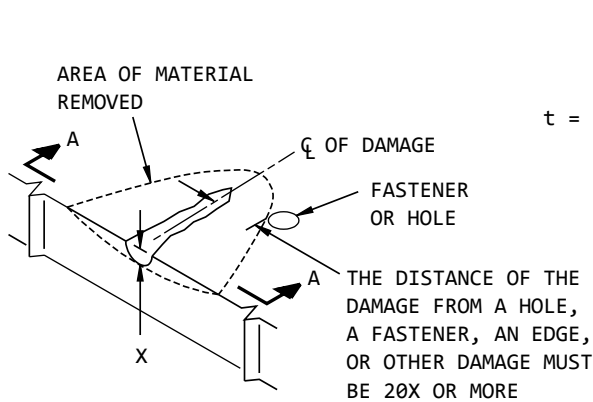 AREA OF MATERIAL
REMOVED
t =
A
℄ OF DAMAGE
FASTENER
OR HOLE
A
THE DISTANCE OF THE
DAMAGE FROM A HOLE,
A FASTENER, AN EDGE,
OR OTHER DAMAGE MUST
BE 20X OR MORE
X